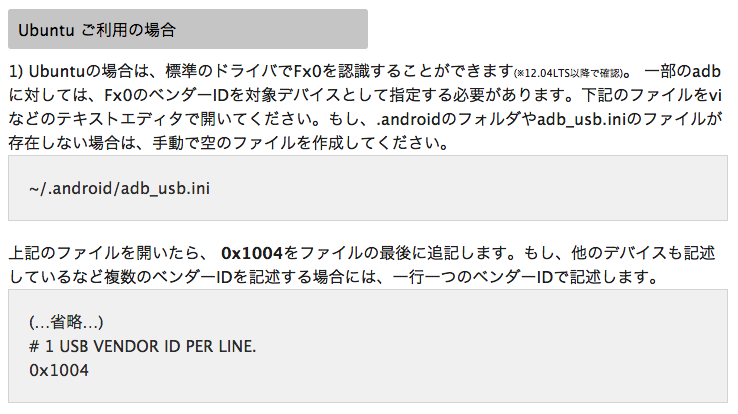 Ubuntu ご利用の場合
1) Ubuntuの場合は、標準のドライバでFx0を認識することができます(※12.04LTS以降で確認)。 一部のadb
に対しては、Fx0のベンダーIDを対象デバイスとして指定する必要があります。下記のファイルをvi
などのテキストエディタで開いてください。もし、.androidのフォルダやadb_usb.iniのファイルが
存在しない場合は、手動で空のファイルを作成してください。
~/.android/adb_usb.ini
上記のファイルを開いたら、 0x1004をファイルの最後に追記します。もし、他のデバイスも記述
しているなど複数のベンダーIDを記述する場合には、一行一つのベンダーIDで記述します。
(…省略…)
# 1 USB VENDOR ID PER LINE.
0x1004